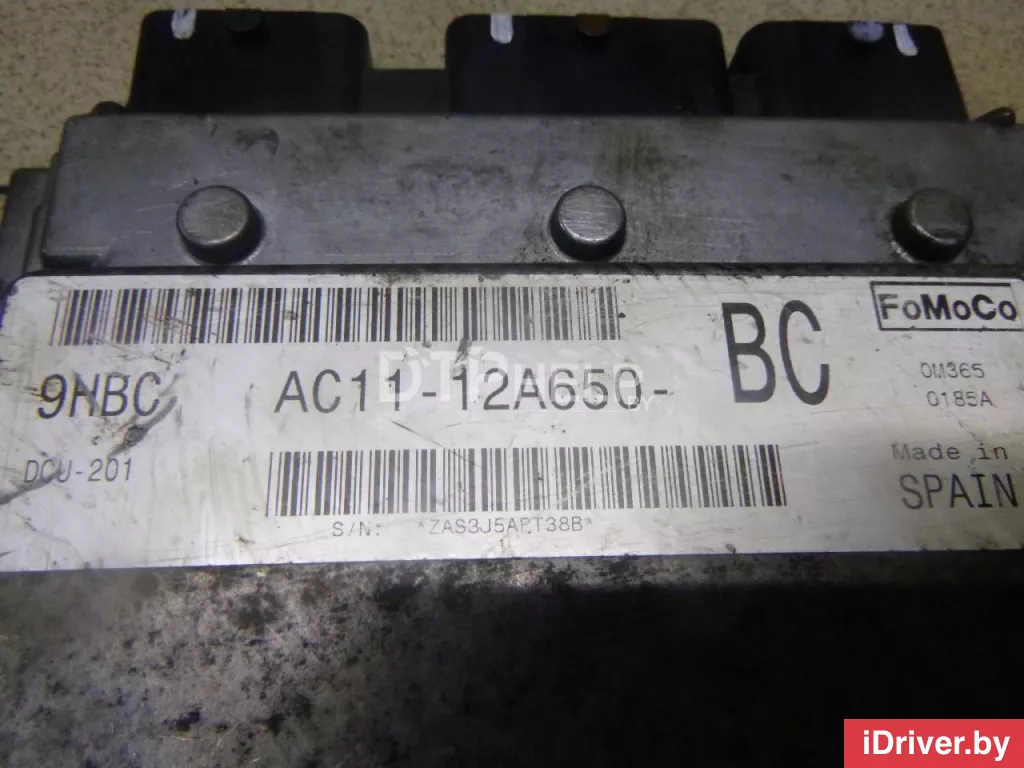 FoMoCo
BC
0M365
0185A
9HBC
AC11-12A650-
DCU-201
Made in
SPAIN
S/N: *ZAS3J5APT38B*
iDriver.by